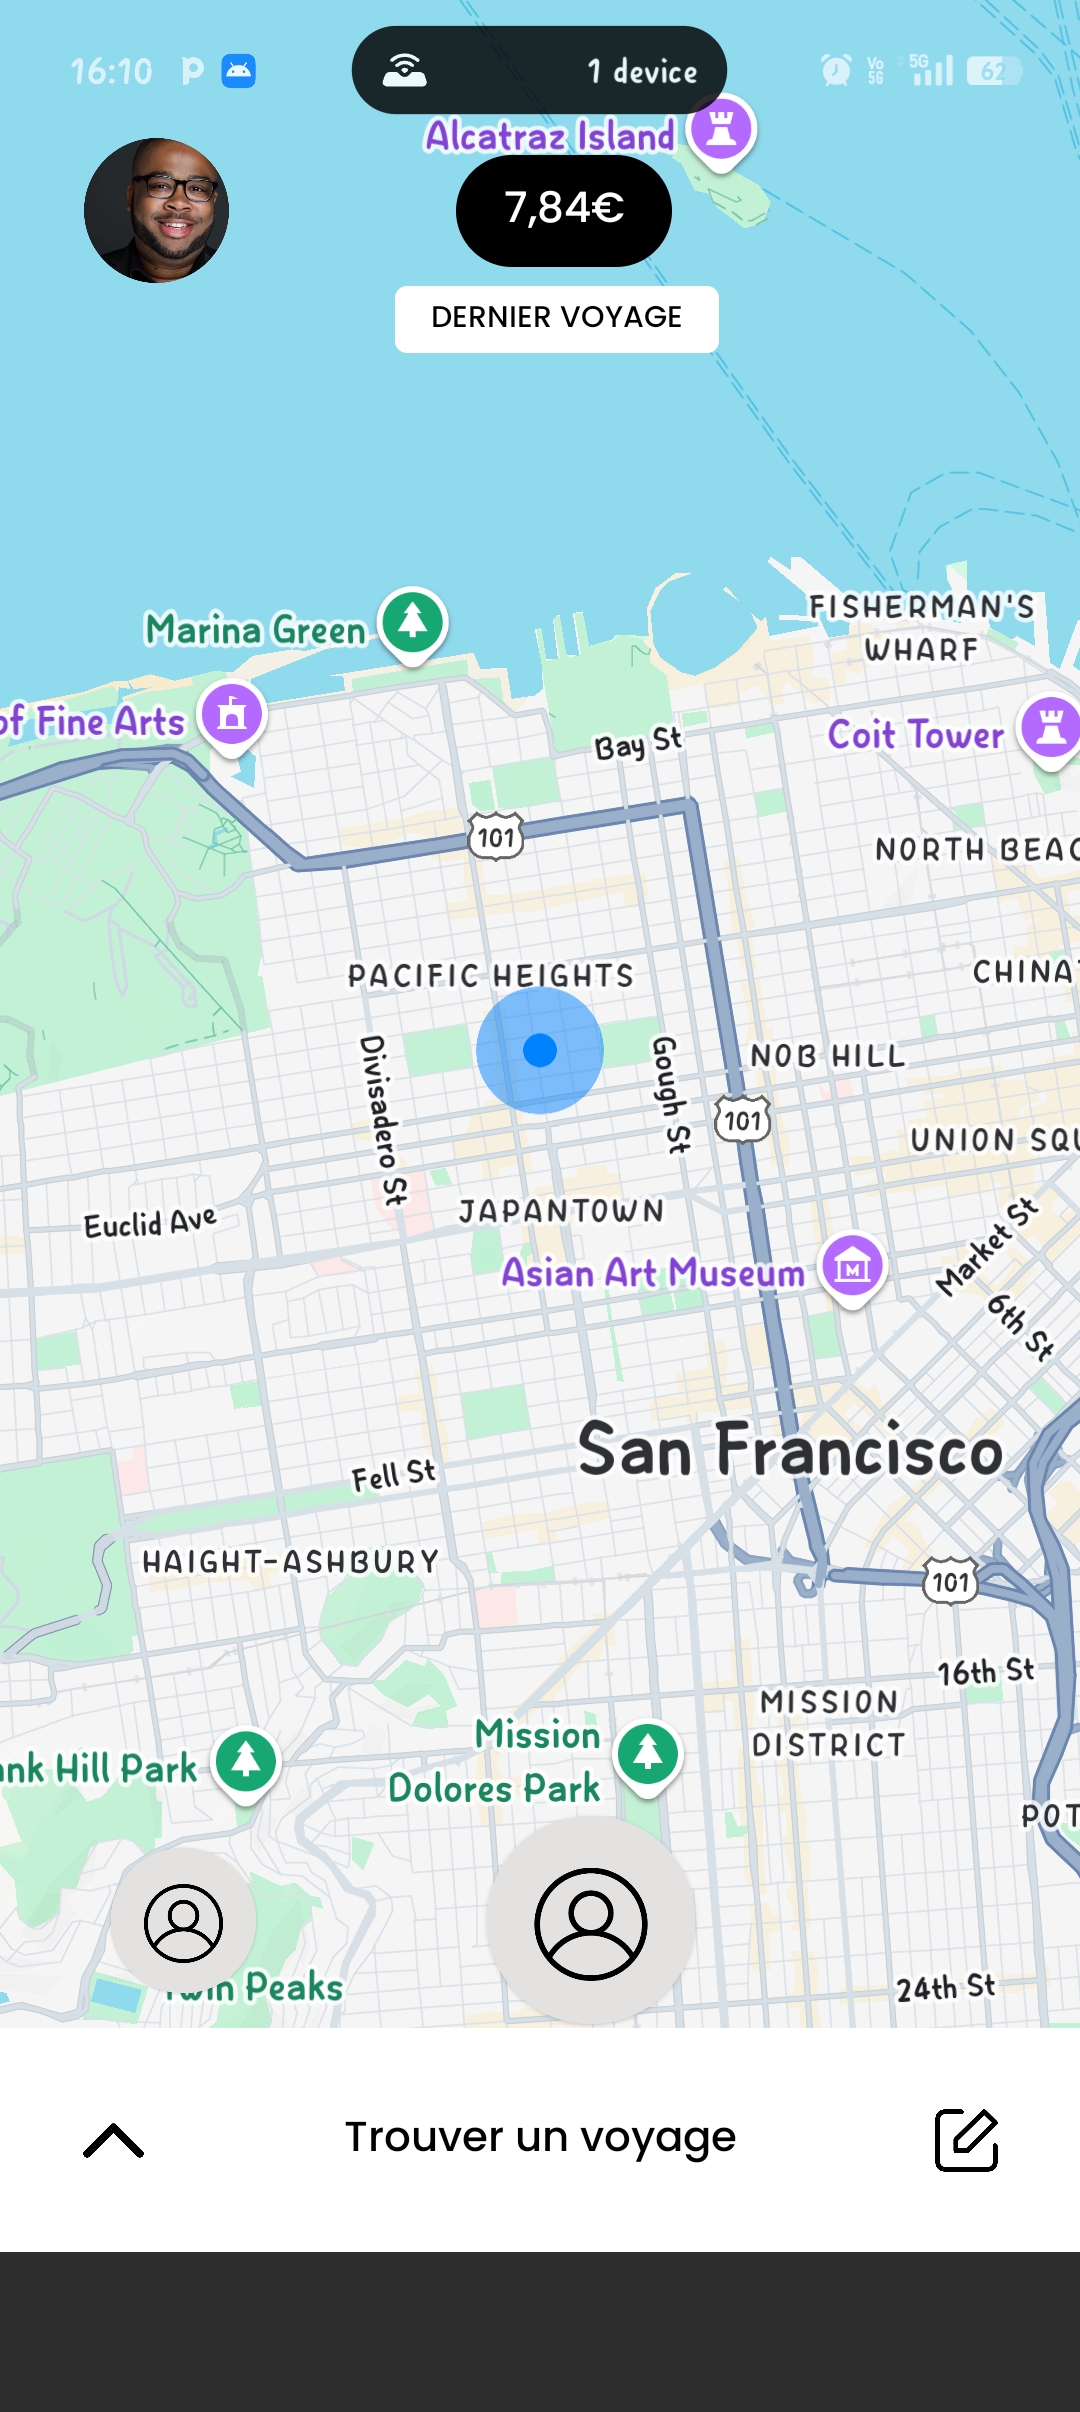 16:10
1 device
Vo
5G
5G
62
Alcatraz Island
7,84€
DERNIER VOYAGE
FISHERMAN'S
WHARF
Marina Green
of Fine Arts
Bay St
Coit Tower
101
NORTH BEAC
PACIFIC HEIGHTS
CHINA
Divisadero St
Gough St
NOB HILL
101
UNION SQU
JAPANTOWN
Euclid Ave
Market St
Asian Art Museum
6th St
San Francisco
Fell St
HAIGHT-ASHBURY
101
16th St
MISSION
DISTRICT
Mission
Dolores Park
ank Hill Park
POT
Twin Peaks
24th St
Trouver un voyage